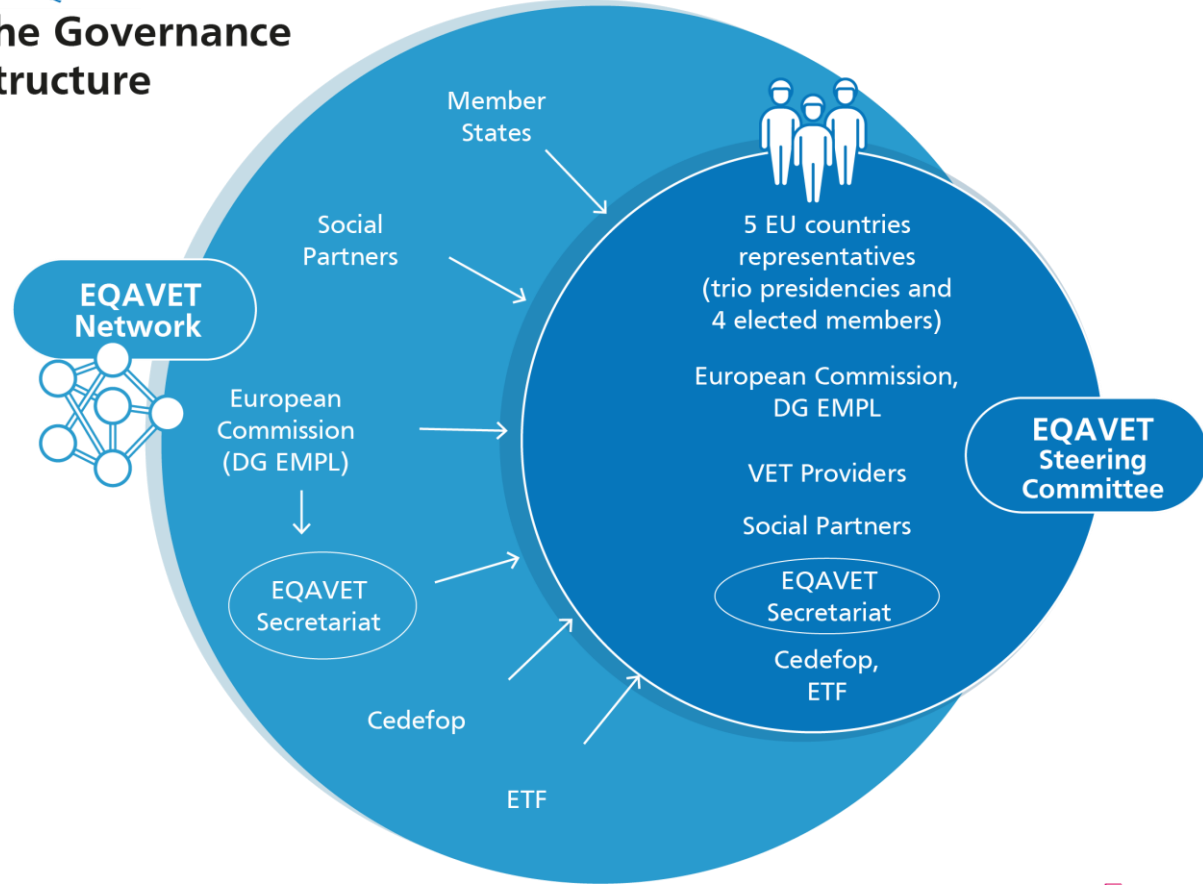 he Governance
tructure
Member
States
Social
Partners
EQAVET
Network
European
Commission
(DG EMPL)
EQAVET
Secretariat
Cedefop
ETF
5 EU countries
representatives
(trio presidencies and
4 elected members)
European Commission,
DG EMPL
VET Providers
Social Partners
EQAVET
Secretariat
Cedefop,
ETF
EQAVET
Steering
Committee